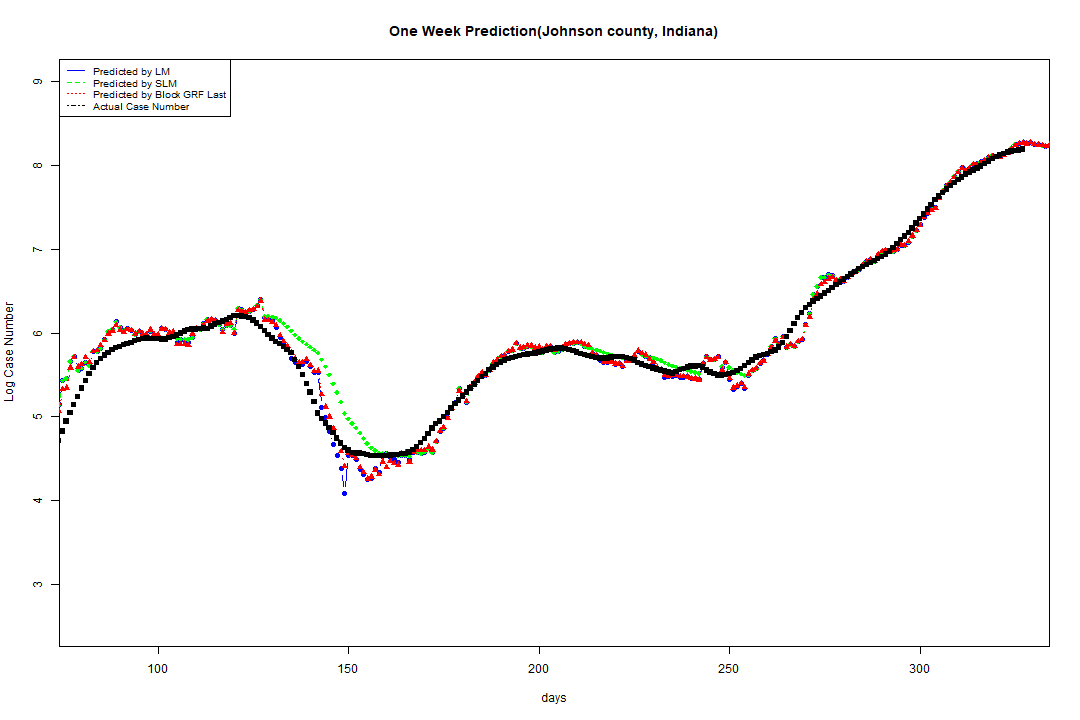 One Week Prediction(Johnson county, Indiana)
Predicted by LM
Predicted by SLM
Predicted by Block GRF Last
Actual Case Number
9
8
7
6
5
4
3
Log Case Number
100
150
200
250
300
days